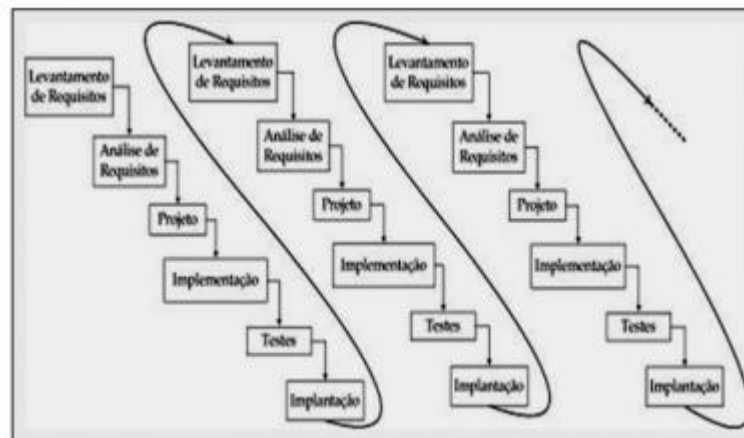 Levantamento
de Requisitos
Análise de
Requisitos
Projeto
Implementação
Testes
Implantação
Levantamento
de Requisitos
Análise de
Requisitos
Projeto
Implementação
Testes
Implantação
Levantamento
de Requisitos
Análise de
Requisitos
Projeto
Implementação
Testes
Implantação